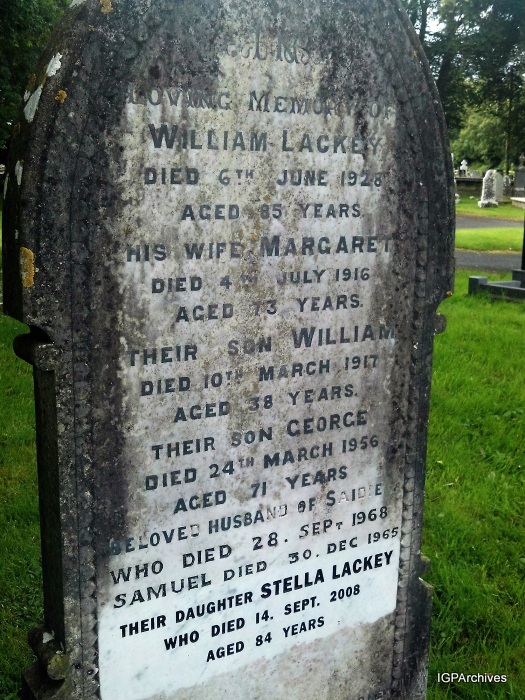 LOVING MEMORY OF
WILLIAM LACKEY
DIED 6TH JUNE 1928
AGED 85 YEARS
HIS WIFE MARGARET
DIED 4TH JULY 1916
AGED 73 YEARS.
THEIR SON WILLIAM
DIED 10TH MARCH 1917
AGED 38 YEARS.
THEIR SON GEORGE
DIED 24TH MARCH 1956
AGED 71 YEARS
BELOVED HUSBAND OF SAIDIE
WHO DIED 28. SEPT 1968
SAMUEL DIED 30. DEC 1965
THEIR DAUGHTER STELLA LACKEY
WHO DIED 14. SEPT. 2008
AGED 84 YEARS
IGPArchives